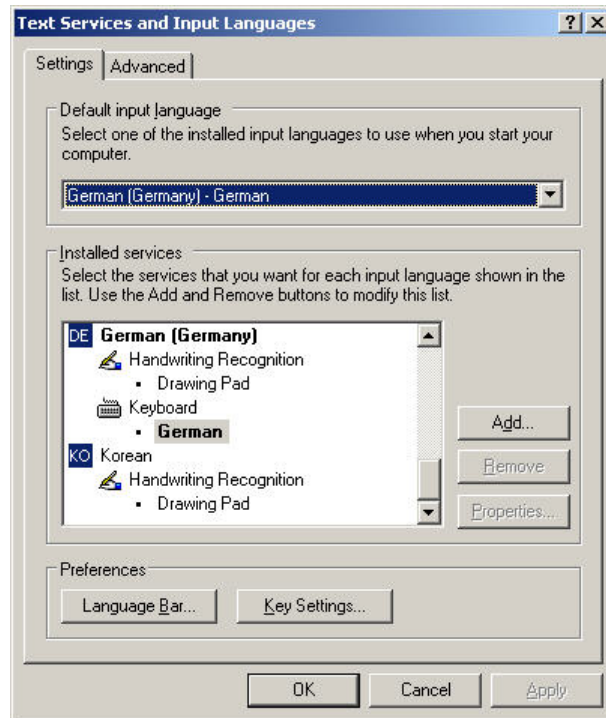 Text Services and Input Languages
Settings
Advanced
Default input language
Select one of the installed input languages to use when you start your
computer.
German (Germany) - German
Installed services
Select the services that you want for each input language shown in the
list. Use the Add and Remove buttons to modify this list.
DE German (Germany)
Handwriting Recognition
Drawing Pad
Keyboard
German
KO Korean
Handwriting Recognition
Drawing Pad
Add...
Remove
Properties...
Preferences
Language Bar...
Key Settings...
OK
Cancel
Apply